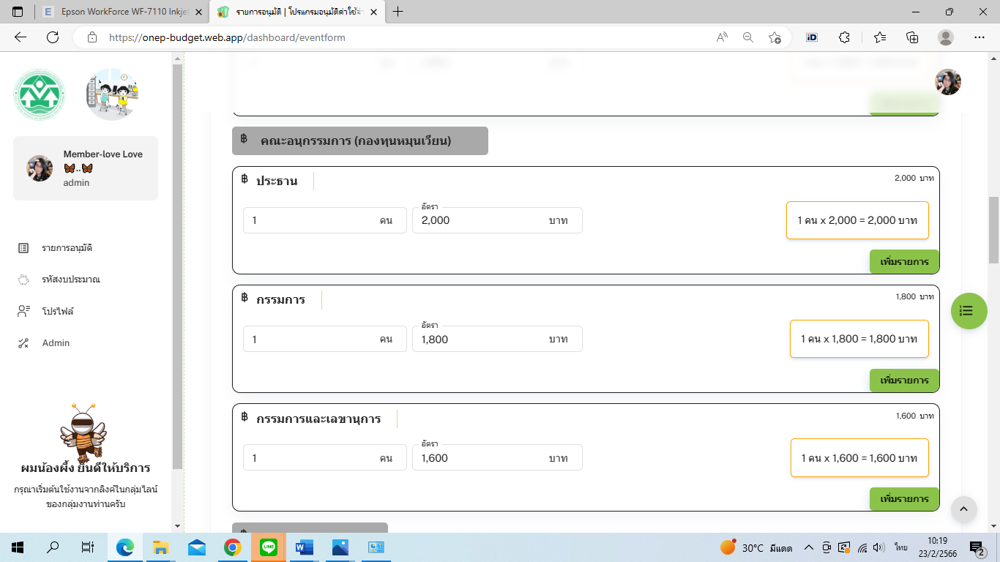 Epson WorkForce WF-7110 Inkje
รายการอนุมัติ | โปรแกรมอนุมัติค่าใช้จ่
https://onep-budget.web.app/dashboard/eventform
Member-love Love
🦋..🦋
admin
รายการอนุมัติ
รหัสงบประมาณ
โปรไฟล์
Admin
ผมน้องผึ้ง ยินดีให้บริการ
กรุณาเริ่มต้นใช้งานจากลิงค์ในกลุ่มไลน์
ของกลุ่มงานท่านครับ
฿ คณะอนุกรรมการ (กองทุนหมุนเวียน)
฿ ประธาน
2,000 บาท
อัตรา
1 คน 2,000 บาท
1 คน x 2,000 = 2,000 บาท
เพิ่มรายการ
฿ กรรมการ
1,800 บาท
อัตรา
1 คน 1,800 บาท
1 คน x 1,800 = 1,800 บาท
เพิ่มรายการ
฿ กรรมการและเลขานุการ
1,600 บาท
อัตรา
1 คน 1,600 บาท
1 คน x 1,600 = 1,600 บาท
เพิ่มรายการ
LINE
30°C มีแดด
ไทย
10:19
23/2/2566
2